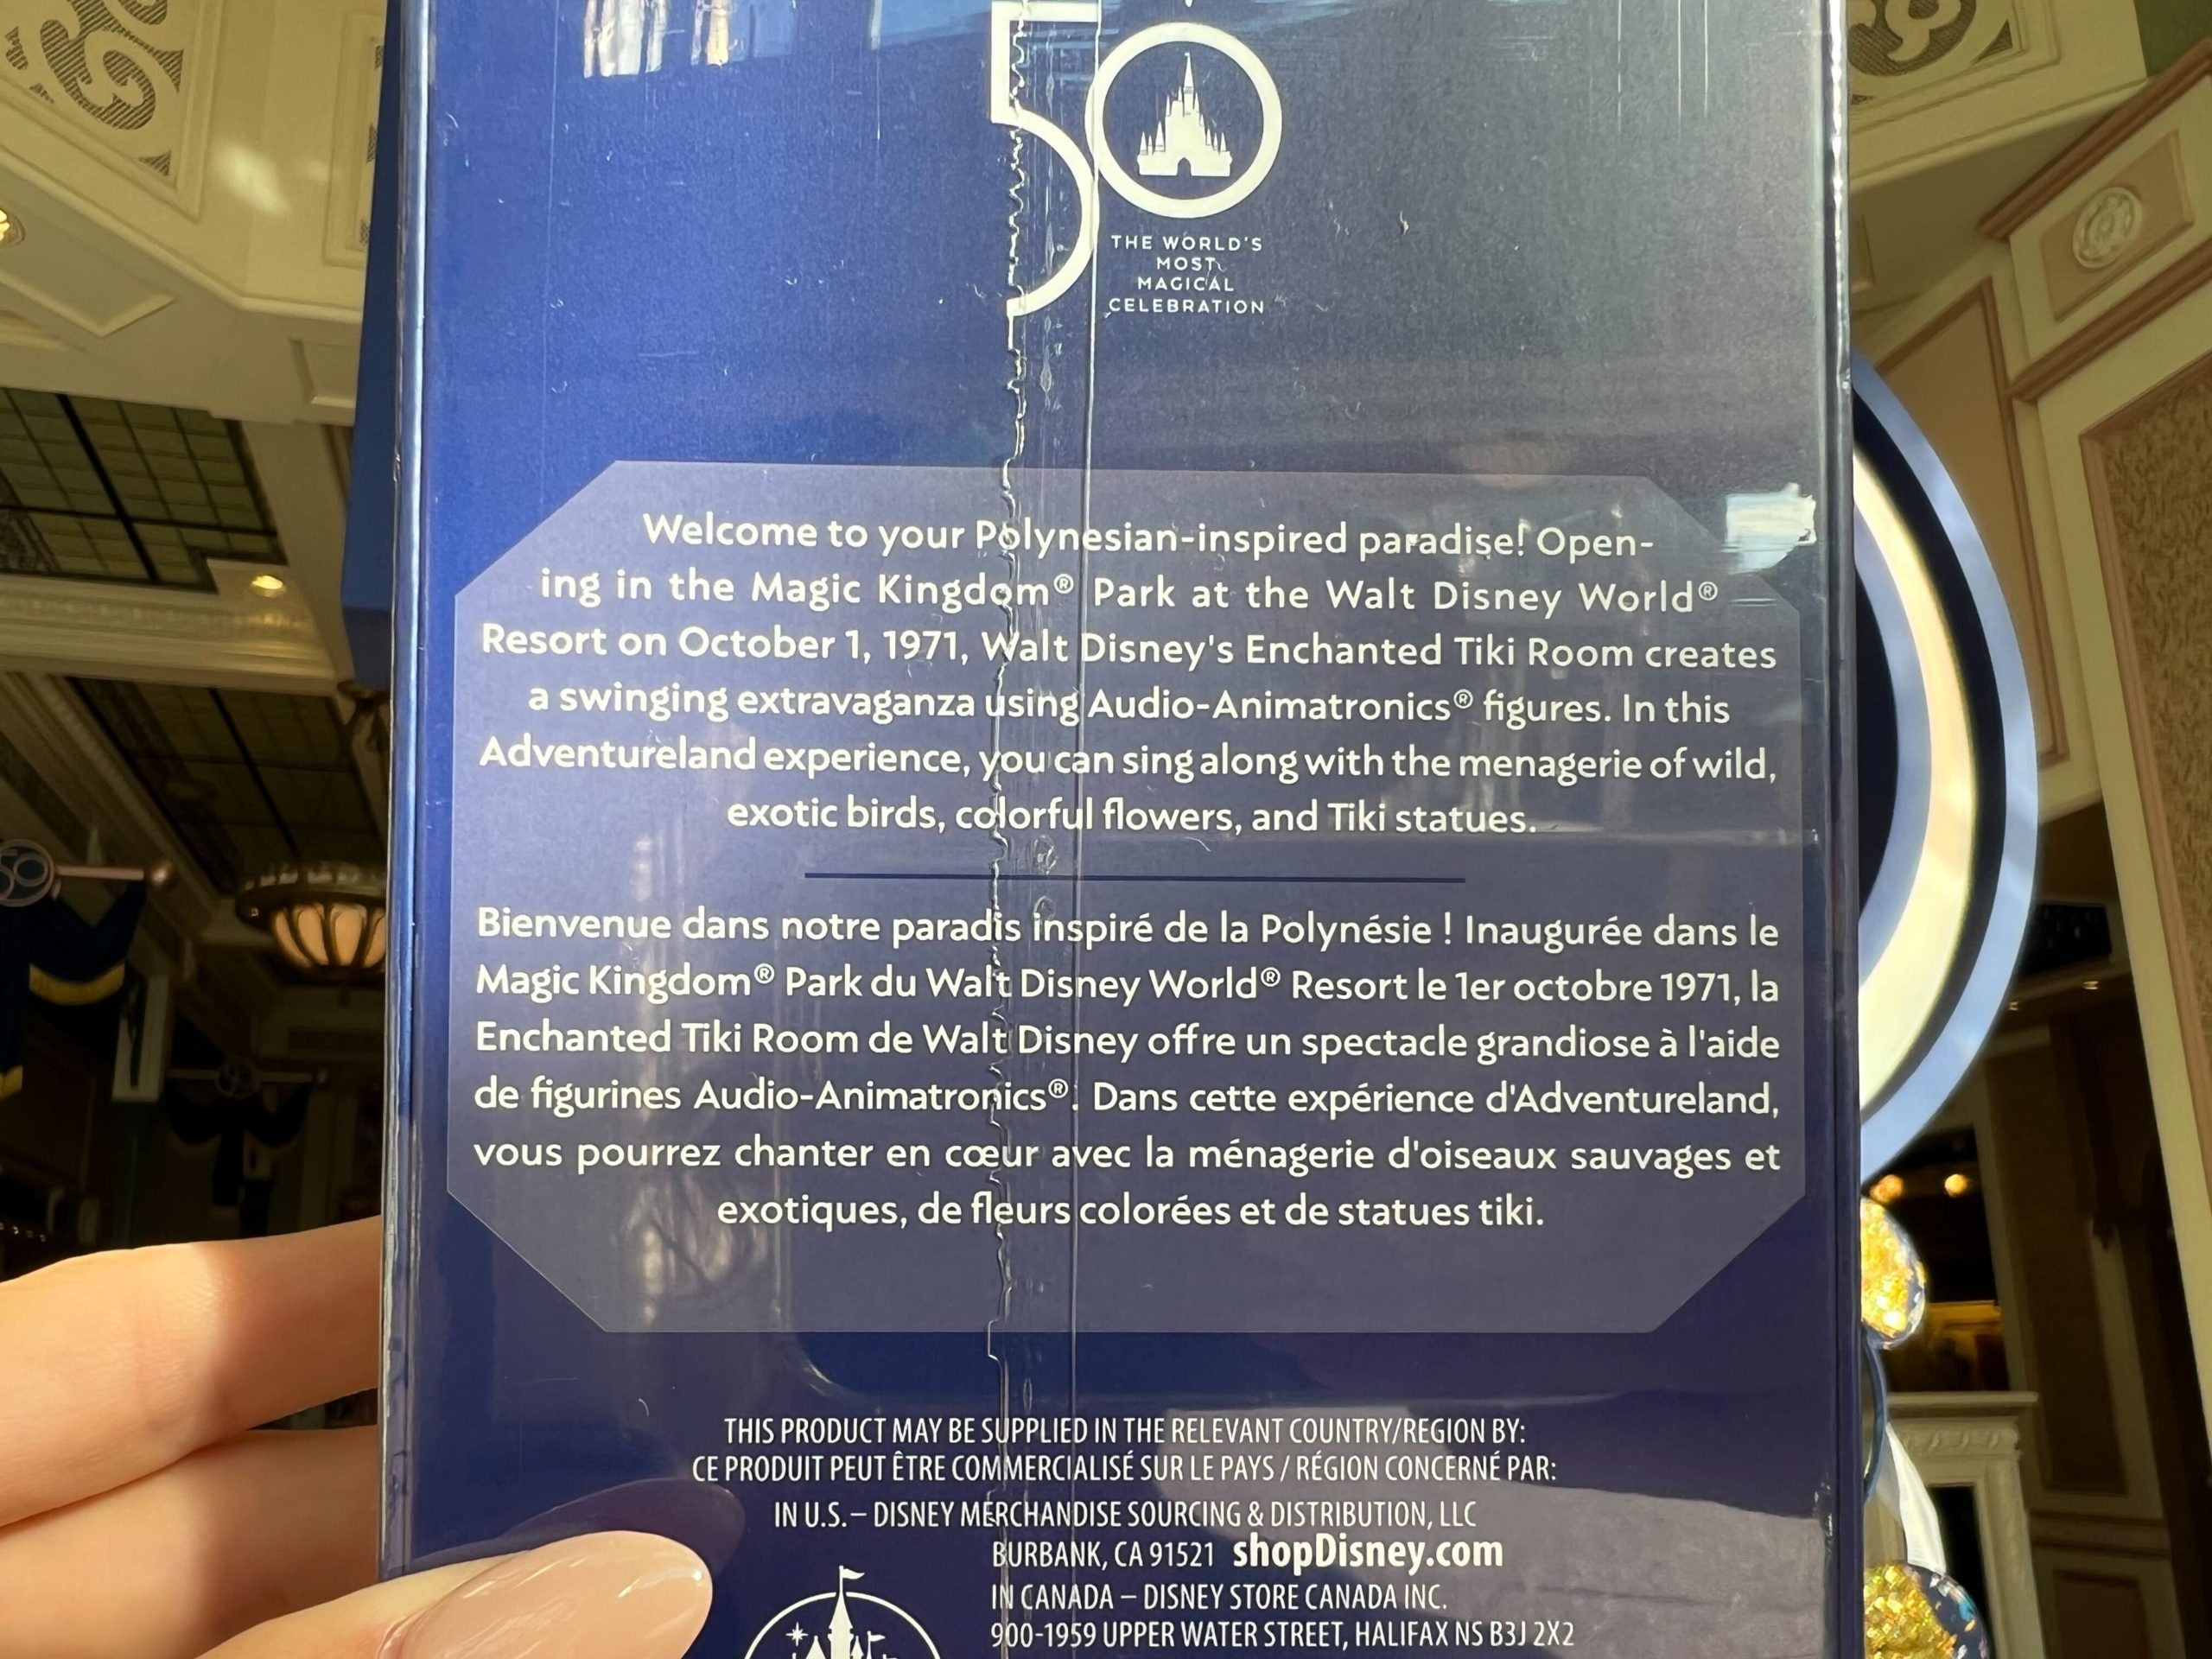 50
THE WORLD'S
MOST
MAGICAL
CELEBRATION
Welcome to your Polynesian-inspired paradise! Open-
ing in the Magic Kingdom® Park at the Walt Disney World®
Resort on October 1, 1971, Walt Disney's Enchanted Tiki Room creates
a swinging extravaganza using Audio-Animatronics® figures. In this
Adventureland experience, you can sing along with the menagerie of wild,
exotic birds, colorful flowers, and Tiki statues.
Bienvenue dans notre paradis inspiré de la Polynésie ! Inaugurée dans le
Magic Kingdom® Park du Walt Disney World® Resort le 1er octobre 1971, la
Enchanted Tiki Room de Walt Disney offre un spectacle grandiose à l'aide
de figurines Audio-Animatronics®. Dans cette expérience d'Adventureland,
vous pourrez chanter en cœur avec la ménagerie d'oiseaux sauvages et
exotiques, de fleurs colorées et de statues tiki.
THIS PRODUCT MAY BE SUPPLIED IN THE RELEVANT COUNTRY/REGION BY:
CE PRODUIT PEUT ÊTRE COMMERCIALISÉ SUR LE PAYS / RÉGION CONCERNÉ PAR:
IN U.S. – DISNEY MERCHANDISE SOURCING & DISTRIBUTION, LLC
BURBANK, CA 91521 shopDisney.com
IN CANADA – DISNEY STORE CANADA INC.
900-1959 UPPER WATER STREET, HALIFAX NS B3J 2X2
50